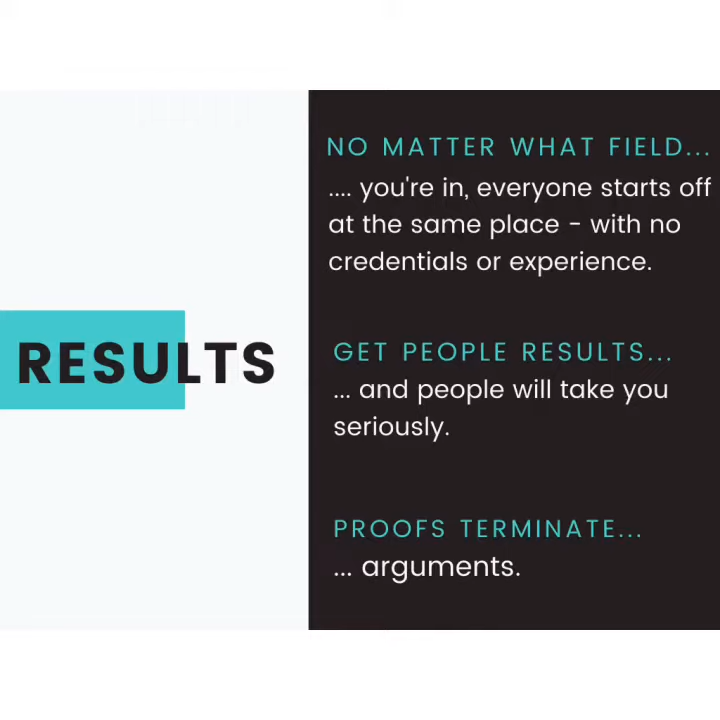 RESULTS
NO MATTER WHAT FIELD...
.... you're in, everyone starts off
at the same place - with no
credentials or experience.
GET PEOPLE RESULTS...
... and people will take you
seriously.
PROOFS TERMINATE...
... arguments.